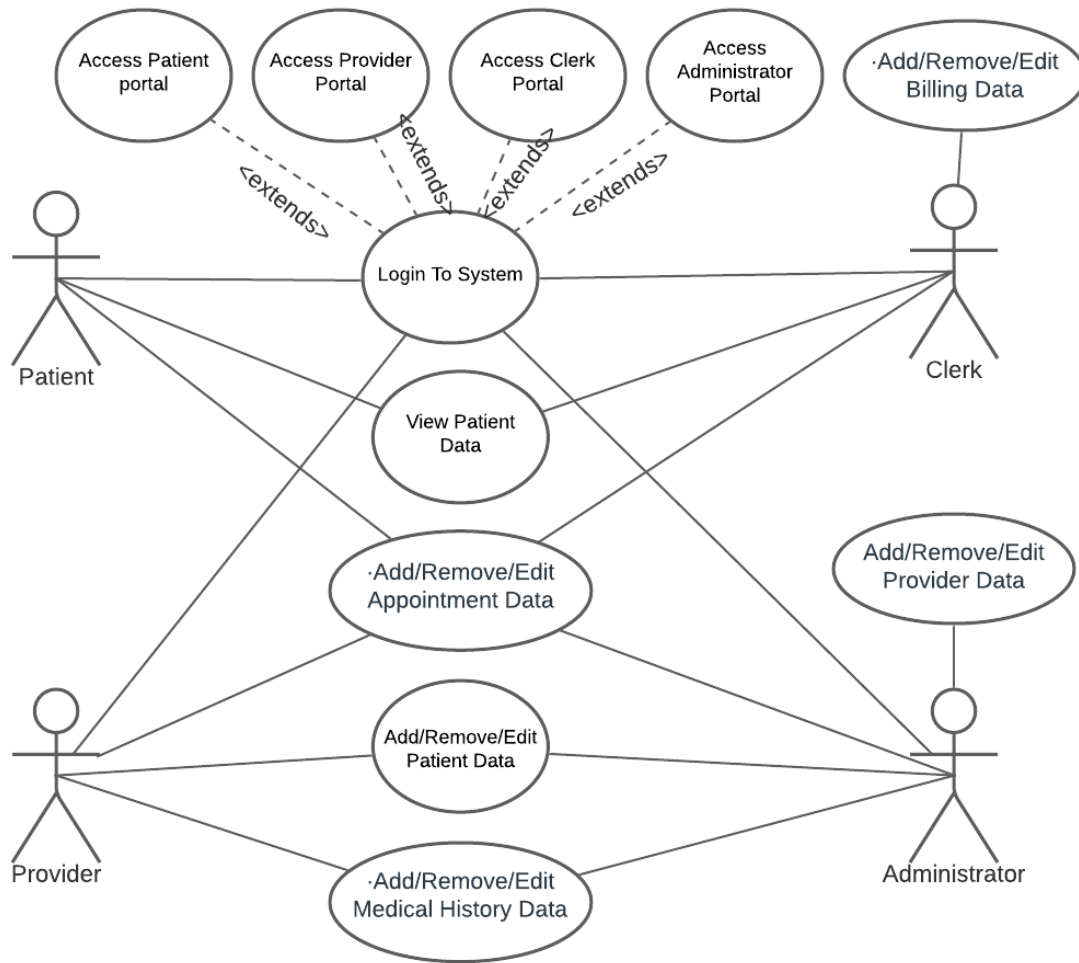 Access Patient
portal
Access Provider
Portal
Access Clerk
Portal
Access
Administrator
Portal
·Add/Remove/Edit
Billing Data
<extends>
<extends>
<extends>
<extends>
Login To System
Patient
Clerk
View Patient
Data
·Add/Remove/Edit
Appointment Data
Add/Remove/Edit
Provider Data
Add/Remove/Edit
Patient Data
Provider
Administrator
·Add/Remove/Edit
Medical History Data